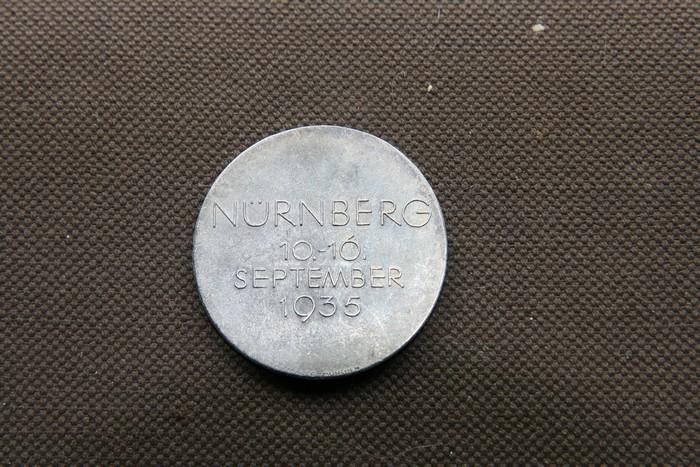 NÜRNBERG
10.-16.
SEPTEMBER
1935